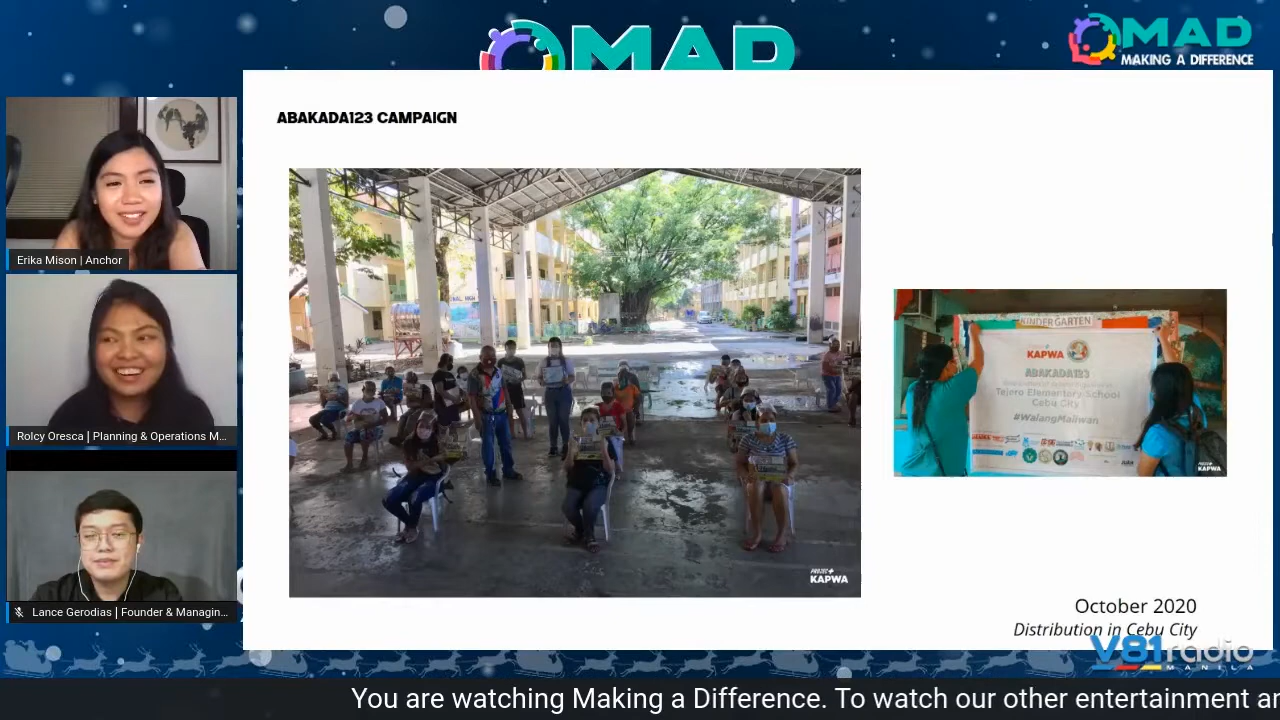 MAD
MAD
MAKING A DIFFERENCE
ABAKADA123 CAMPAIGN
Erika Mison | Anchor
Rolcy Oresca | Planning & Operations M...
Lance Gerodias | Founder & Managin...
PROJECT
KAPWA
KINDERGARTEN
KAPWA
ABAKADA123
Tejero Elementary School
Cebu City
#WalangMaiiwan
KAPWA
October 2020
Distribution in Cebu City
V81radio
MANILA
You are watching Making a Difference. To watch our other entertainment a